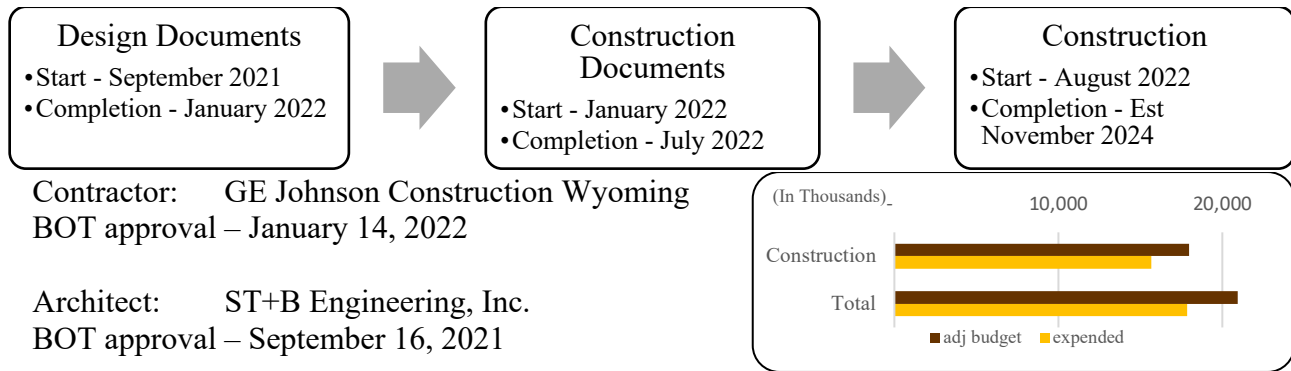 Design Documents
•Start - September 2021
•Completion - January 2022
Construction
Documents
•Start - January 2022
•Completion - July 2022
Construction
•Start - August 2022
•Completion - Est
November 2024
Contractor: GE Johnson Construction Wyoming
BOT approval – January 14, 2022
Architect: ST+B Engineering, Inc.
BOT approval – September 16, 2021
(In Thousands) - 10,000 20,000
Construction
Total
adj budget expended